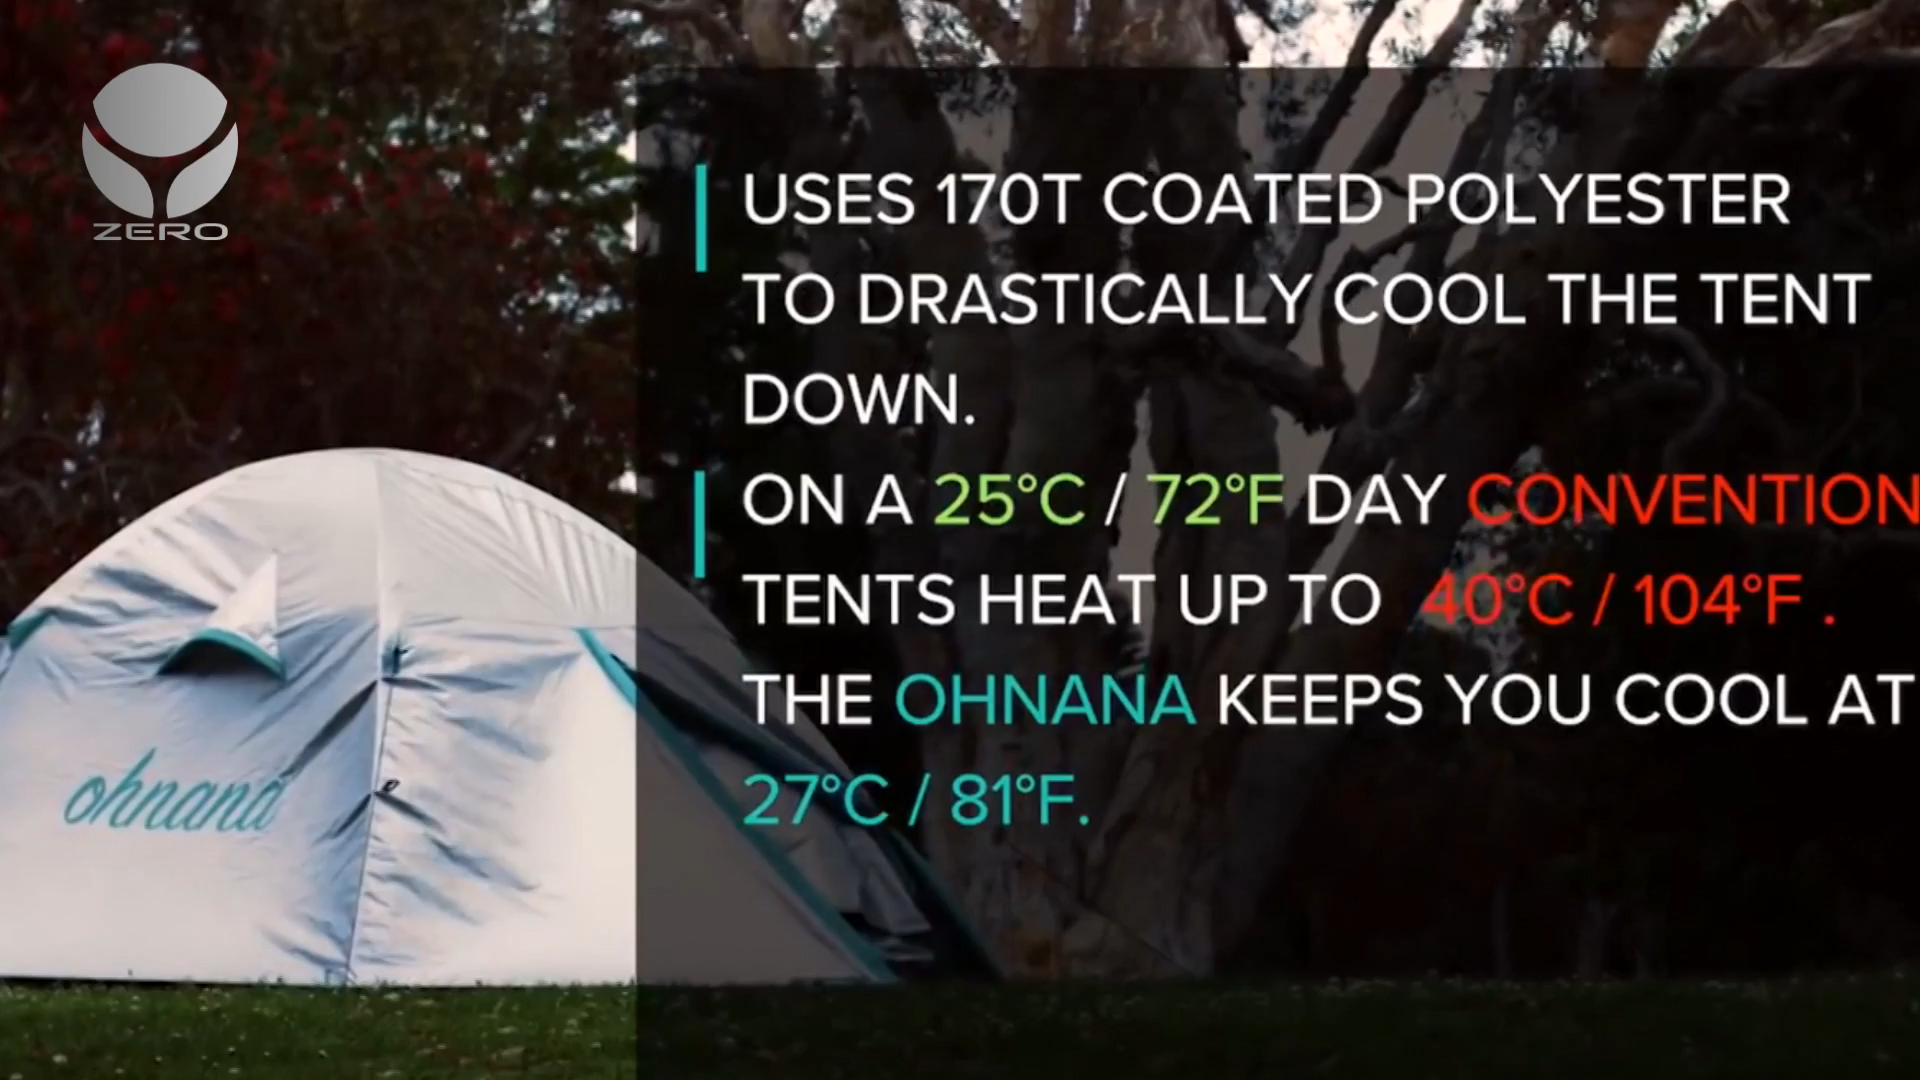 ZERO
USES 170T COATED POLYESTER
TO DRASTICALLY COOL THE TENT
DOWN.
ON A 25°C / 72°F DAY CONVENTION
TENTS HEAT UP TO 40°C / 104°F .
THE OHNANA KEEPS YOU COOL AT
27°C / 81°F.
ohnana